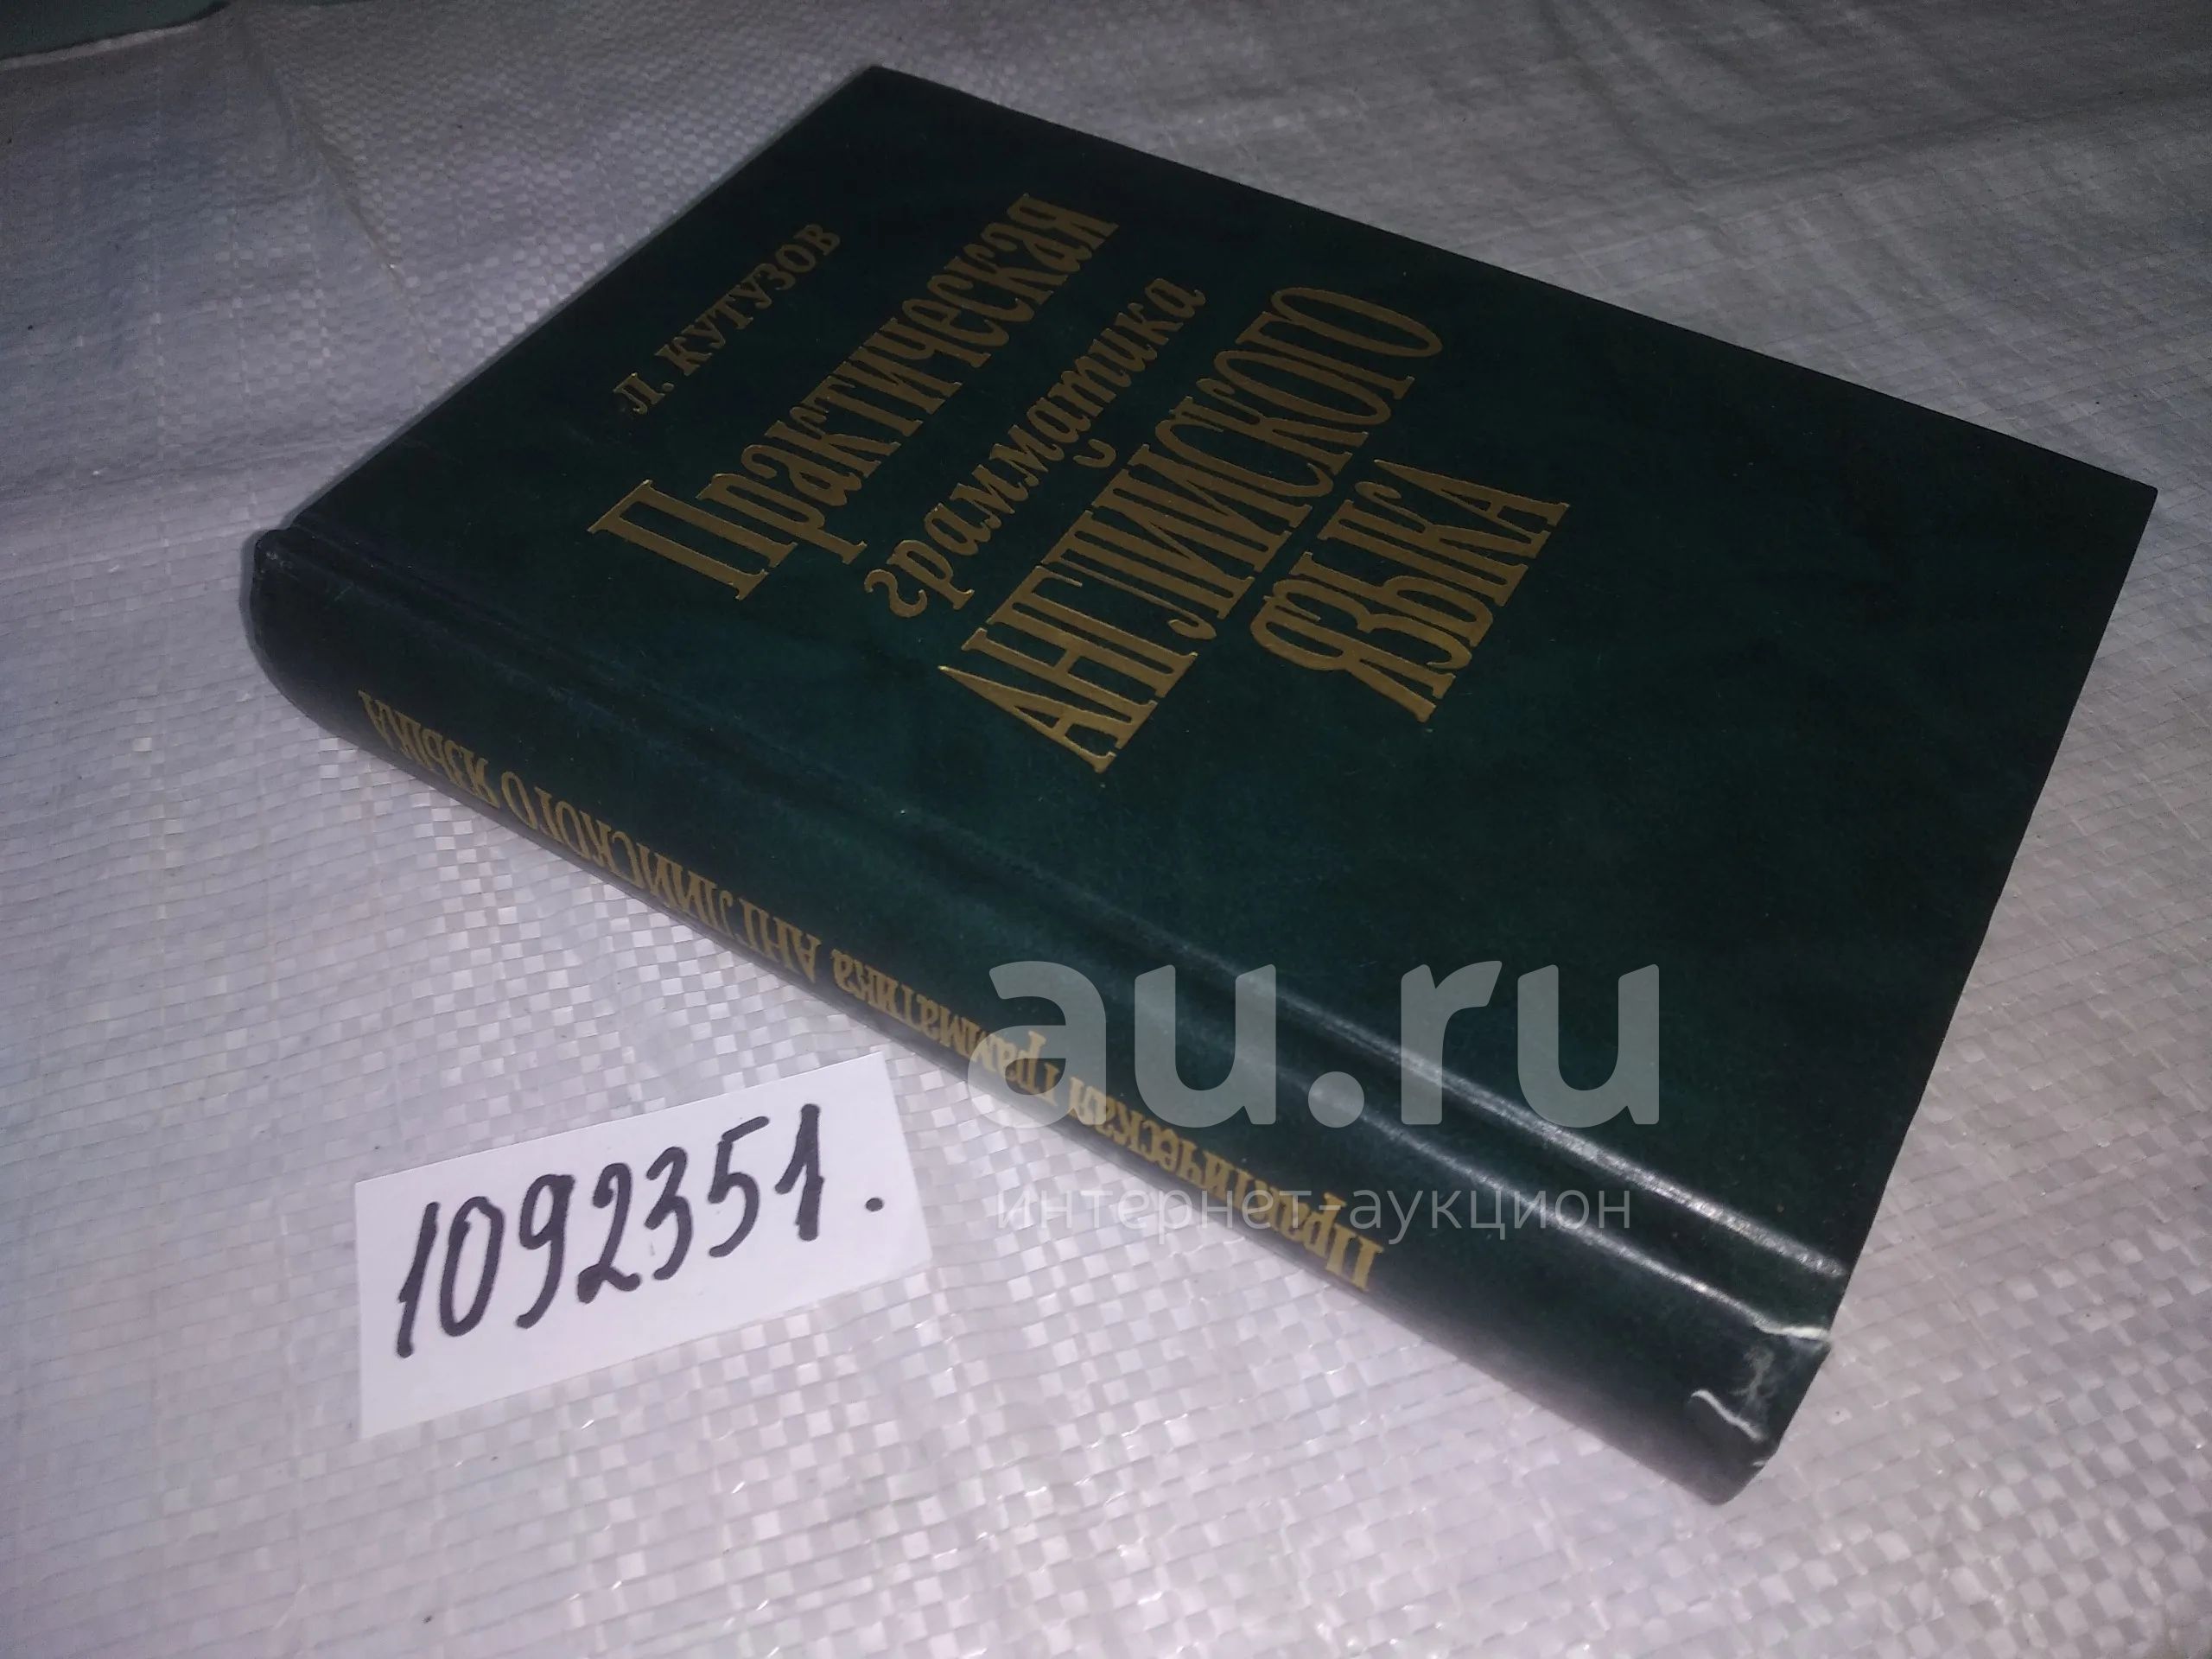 Л. КУТУЗОВ
Практическая
грамматика
АНГЛИЙСКОГО
ЯЗЫКА
Практическая грамматика АНГЛИЙСКОГО ЯЗЫКА
au.ru
интернет-аукцион
1092351.